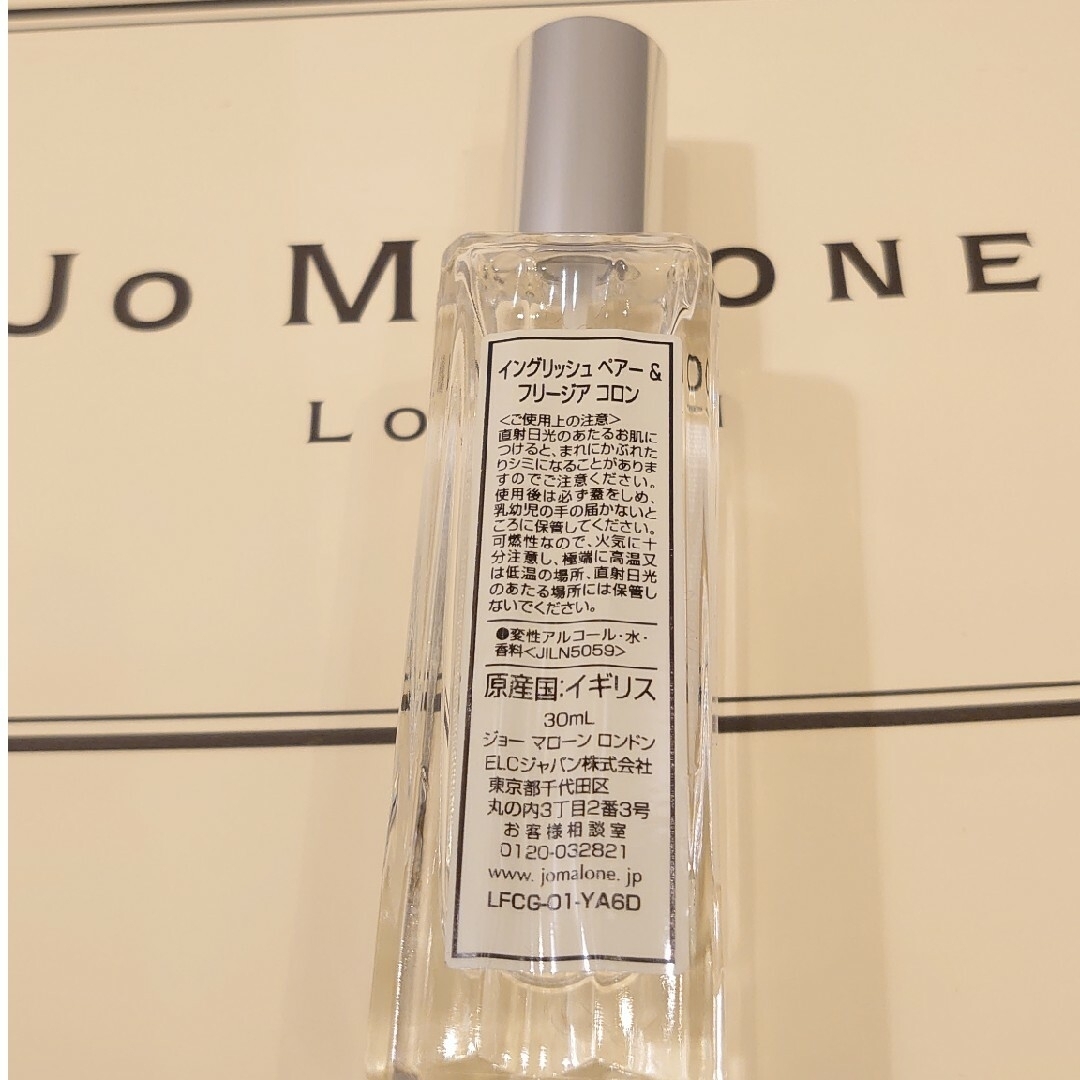 Jo M ONE
Lo
イングリッシュ ペアー &
フリージア コロン
<ご使用上の注意>
直射日光のあたるお肌に
つけると、まれにかぶれた
りシミになることがありま
すのでご注意ください。
使用後は必ず蓋をしめ、
乳幼児の手の届かないと
ころに保管してください。
可燃性なので、火気に十
分注意し、極端に高温又
は低温の場所、直射日光
のあたる場所には保管し
ないでください。
●変性アルコール・水・
香料<JILN5059>
原産国:イギリス
30mL
ジョー マローン ロンドン
ELCジャパン株式会社
東京都千代田区
丸の内3丁目2番3号
お客様相談室
0120-032821
www. jomalone. jp
LFCG-01-YA6D